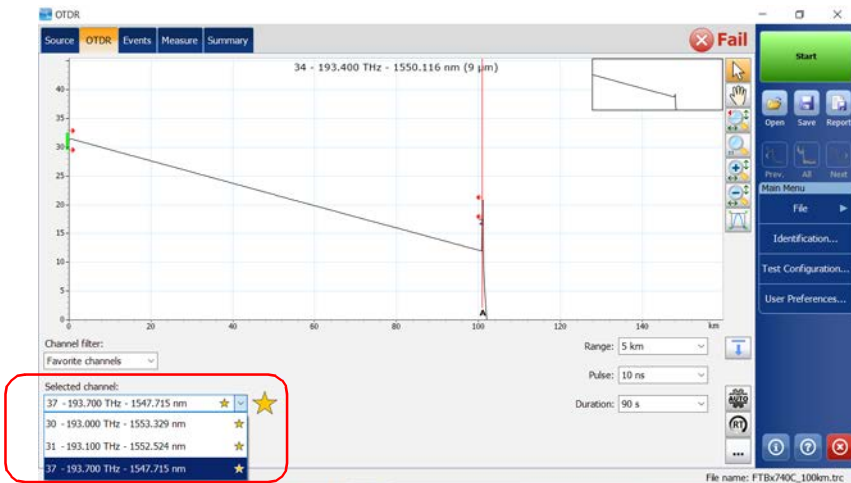 OTDR
Source OTDR Events Measure Summary
Fail
34 - 193.400 THz - 1550.116 nm (9 µm)
Start
Open Save Report
Prev. All Next
Main Menu
File
Identification...
Test Configuration...
User Preferences...
40
35
30
25
20
15
10
5
0
A
0 20 40 60 80 100 120 140 km
Channel filter:
Favorite channels
Selected channel:
37 - 193.700 THz - 1547.715 nm
30 - 193.000 THz - 1553.329 nm
31 - 193.100 THz - 1552.524 nm
37 - 193.700 THz - 1547.715 nm
Range: 5 km
Pulse: 10 ns
Duration: 90 s
AUTO
RT
...
File name: FTBx740C_100km.trc